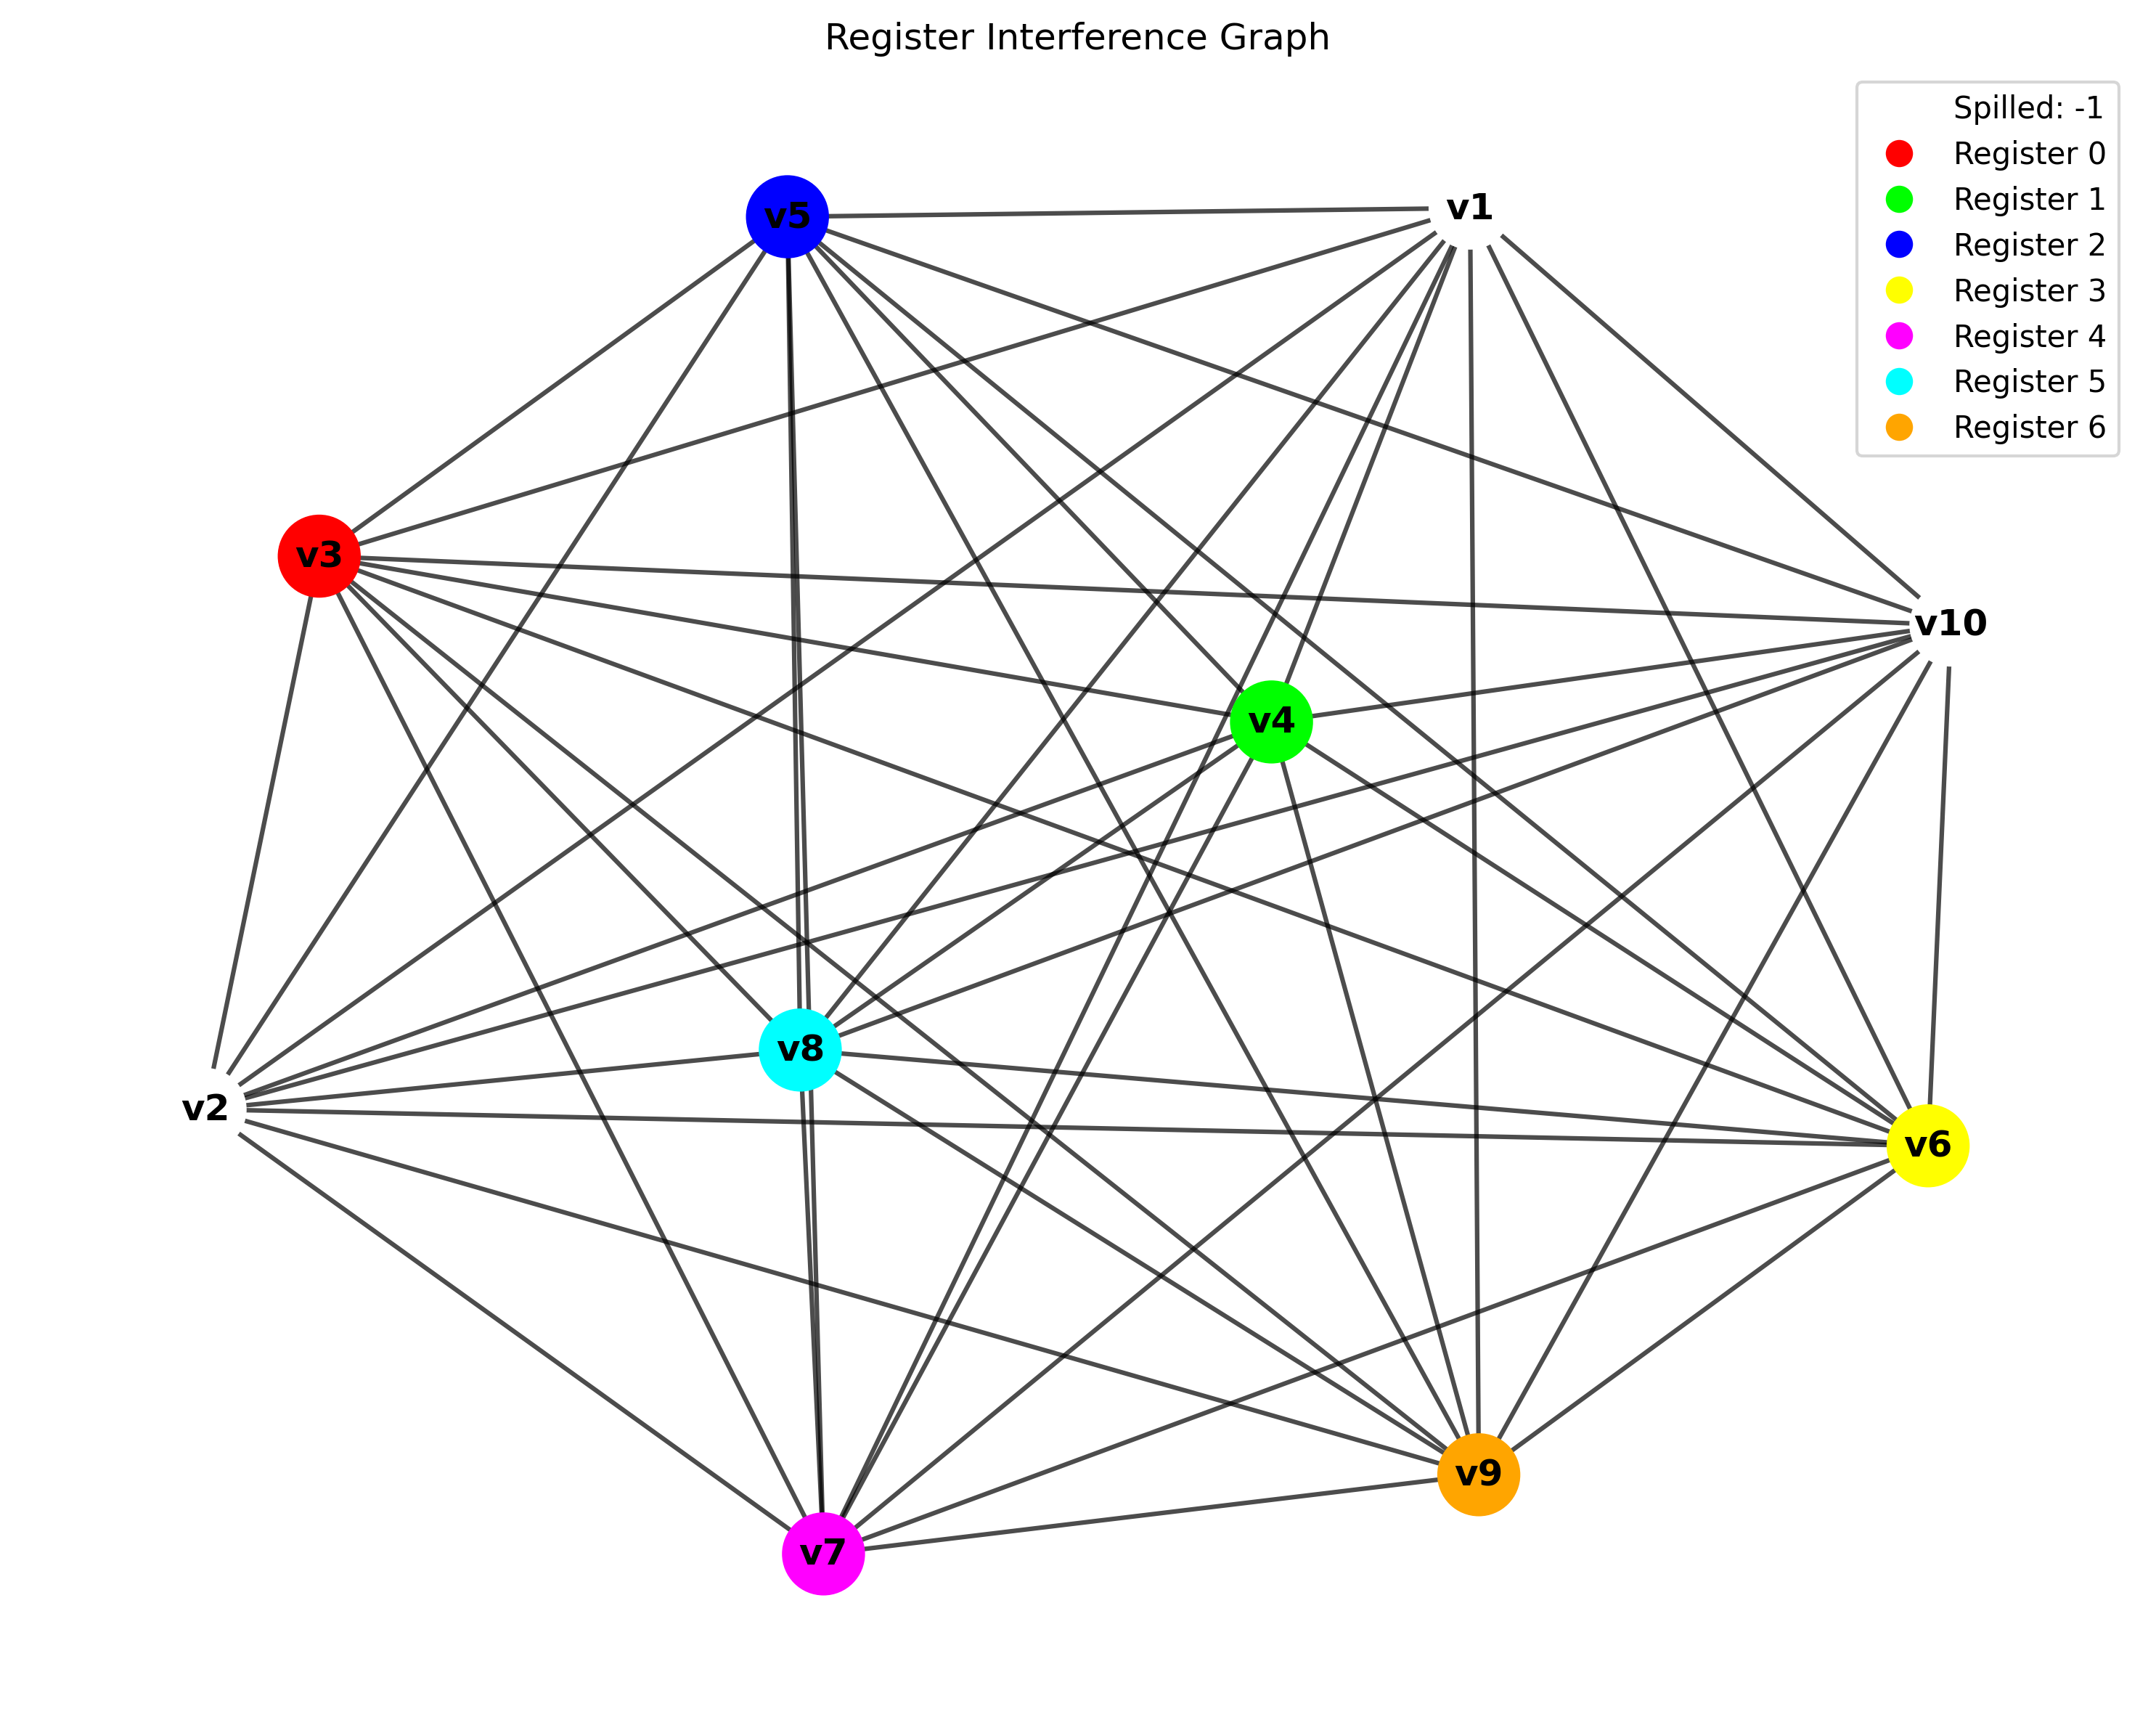 Register Interference Graph
Spilled: -1
Register 0
Register 1
Register 2
Register 3
Register 4
Register 5
Register 6
v5
v1
v3
v10
v4
v8
v2
v6
v9
v7